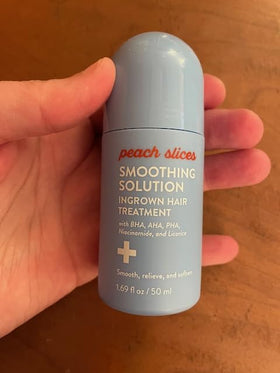 peach slices
SMOOTHING
SOLUTION
INGROWN HAIR
TREATMENT
with BHA, AHA, PHA,
Niacinamide, and Licorice
Smooth, relieve, and soften
1.69 fl oz / 50 ml